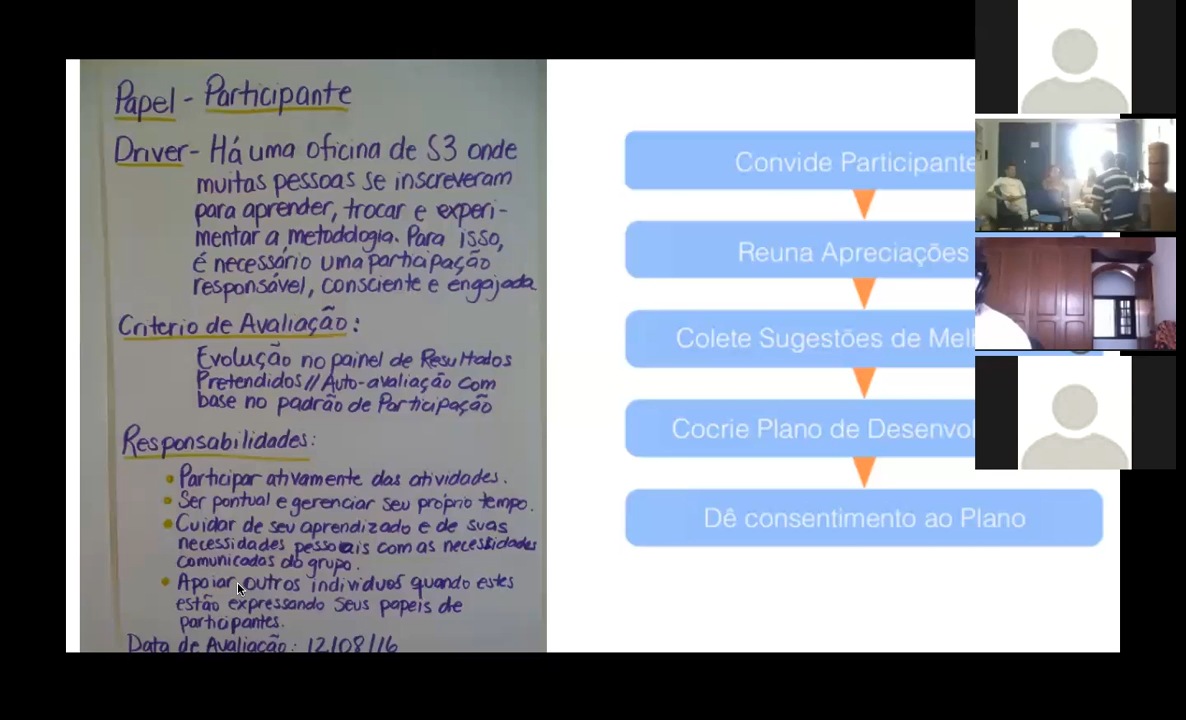 Papel - Participante
Driver - Há uma oficina de S3 onde
muitas pessoas se inscreveram
para aprender, trocar e experi-
mentar a metodologia. Para isso,
é necessário uma participação
responsável, consciente e engajada
Criterio de Avaliação:
Evolução no painel de Resultados
Pretendidos // Auto-avaliação com
base no padrão de Participação
Responsabilidades:
• Participar ativamente das atividades.
• Ser pontual e gerenciar seu próprio tempo.
• Cuidar de seu aprendizado e de suas
necessidades pessoais com as necessidades
comunicadas do grupo.
• Apoiar outros individuos quando estes
estão expressando seus papeis de
participantes.
Data de Avaliação: 12/08/16
Convide Participante
Reuna Apreciações
Colete Sugestões de Mel
Cocrie Plano de Desenvol
Dê consentimento ao Plano